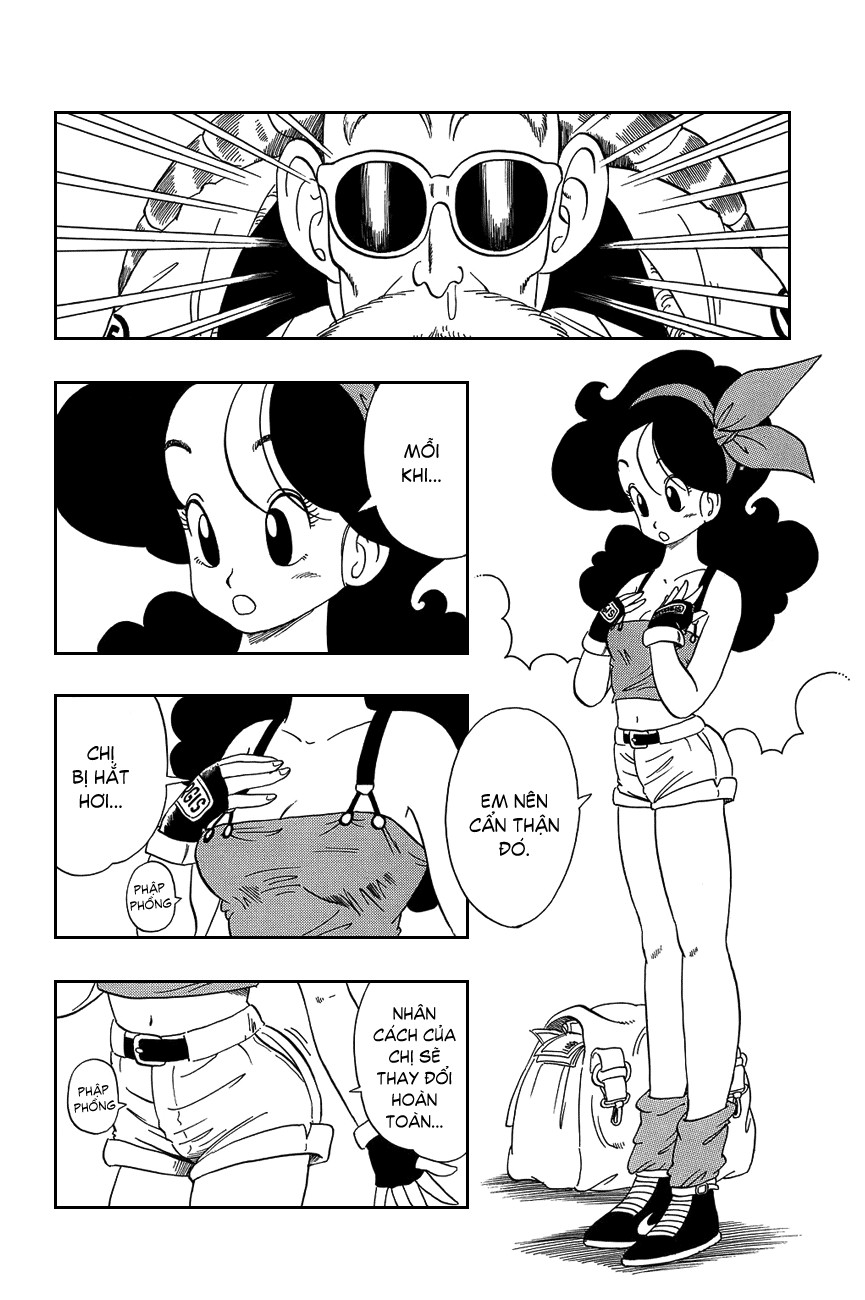 MỖI
KHI...
CHỊ
BỊ HẮT
HƠI...
PHẬP
PHỒNG
NHÂN
CÁCH CỦA
CHỊ SẼ
THAY ĐỔI
HOÀN
TOÀN...
PHẬP
PHỒNG
EM NÊN
CẨN THẬN
ĐÓ.